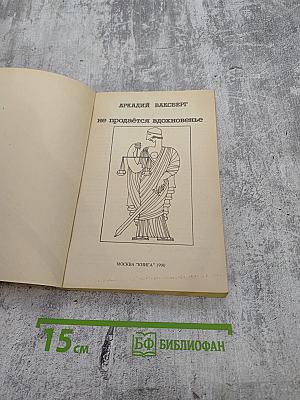 АРКАДИЙ ВАКСБЕРГ
не продаётся вдохновенье
МОСКВА "КНИГА" 1990
15 см
БФ БИБЛИОФАН